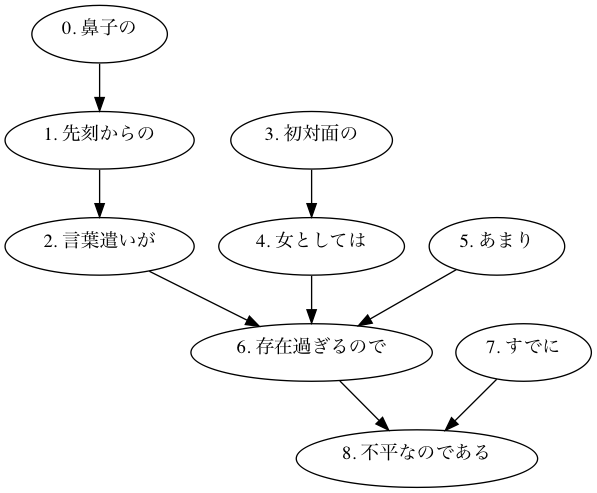 0. 鼻子の
1. 先刻からの
3. 初対面の
2. 言葉遣いが
4. 女としては
5. あまり
6. 存在過ぎるので
7. すでに
8. 不平なのである